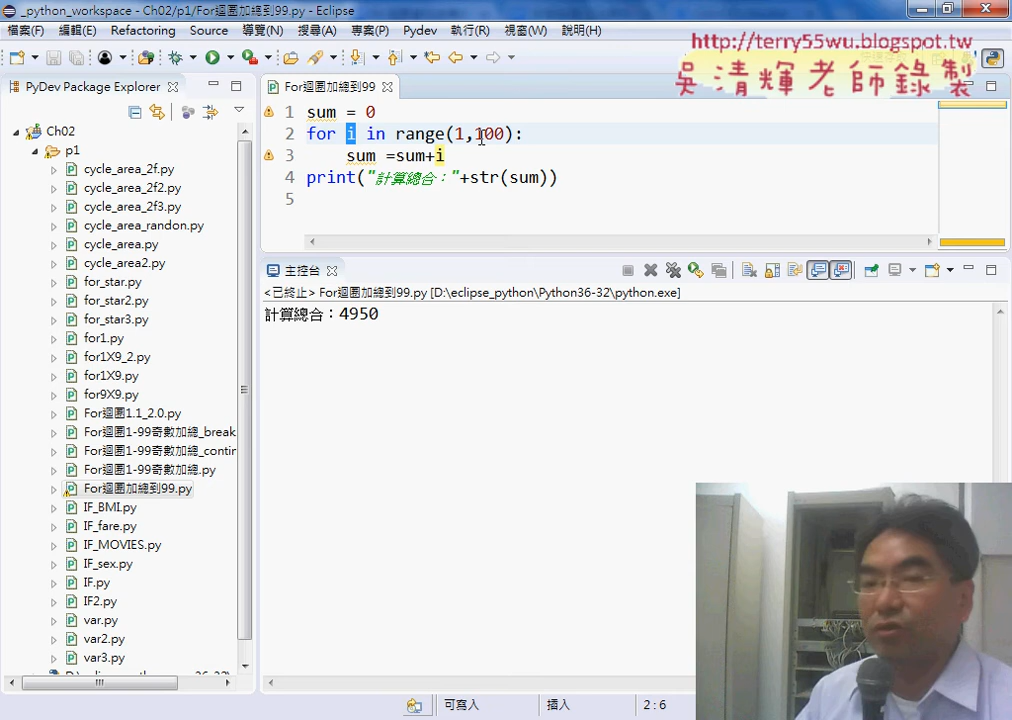 _python_workspace - Ch02/p1/For迴圈加總到99.py - Eclipse
檔案(F) 編輯(E) Refactoring Source 導覽(N) 搜尋(A) 專案(P) Pydev 執行(R) 視窗(W) 說明(H)
http://terry55wu.blogspot.tw
吳清輝老師錄製
PyDev Package Explorer
Ch02
p1
cycle_area_2f.py
cycle_area_2f2.py
cycle_area_2f3.py
cycle_area_randon.py
cycle_area.py
cycle_area2.py
for_star.py
for_star2.py
for_star3.py
for1.py
for1X9_2.py
for1X9.py
for9X9.py
For迴圈1.1_2.0.py
For迴圈1-99奇數加總_break
For迴圈1-99奇數加總_contir
For迴圈1-99奇數加總.py
For迴圈加總到99.py
IF_BMI.py
IF_fare.py
IF_MOVIES.py
IF_sex.py
IF.py
IF2.py
var.py
var2.py
var3.py
For迴圈加總到99
1 sum = 0
2 for i in range(1,100):
3 sum =sum+i
4 print("計算總合："+str(sum))
5
主控台
<已終止> For迴圈加總到99.py [D:\eclipse_python\Python36-32\python.exe]
計算總合：4950
可寫入 插入 2:6